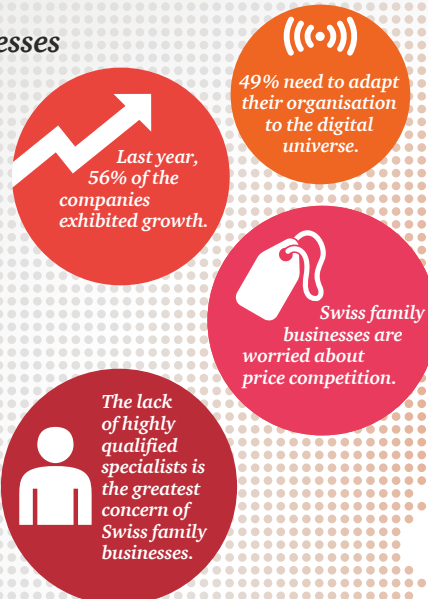 49% need to adapt
their organisation
to the digital
universe.
Last year,
56% of the
companies
exhibited growth.
Swiss family
businesses are
worried about
price competition.
The lack
of highly
qualified
specialists is
the greatest
concern of
Swiss family
businesses.